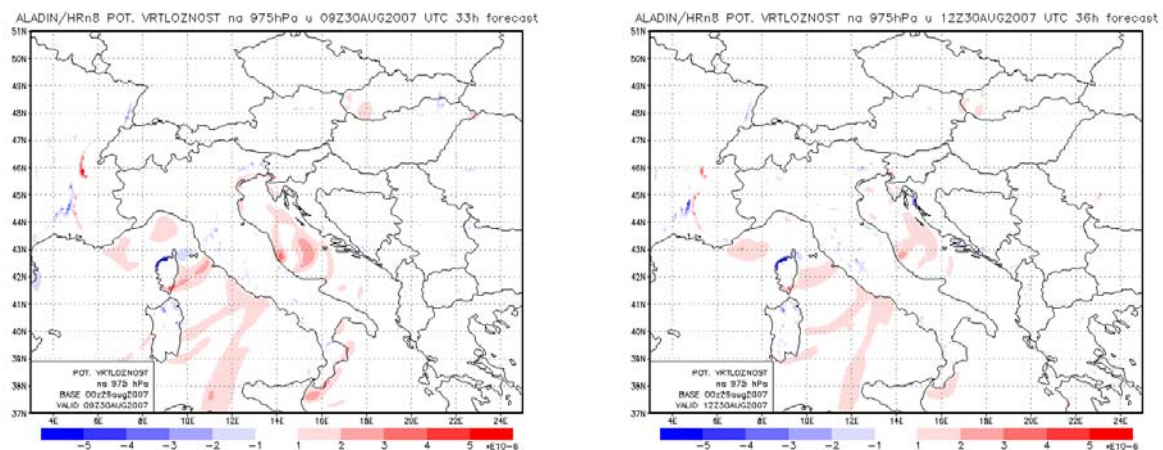 ALADIN/HRn8 POT. VRTLOZNOST na 975hPa u 09Z30AUG2007 UTC 33h forecast
51N
50N
49N
48N
47N
46N
45N
44N
43N
42N
41N
40N
39N
38N
37N
POT. VRTLOZNOST
na 975 hPa
BASE 00z29aug2007
VALID 09Z30AUG2007
4E 6E 8E 10E 12E 14E 16E 18E 20E 22E 24E
-5 -4 -3 -2 -1 1 2 3 4 5 *E10-6
ALADIN/HRn8 POT. VRTLOZNOST na 975hPa u 12Z30AUG2007 UTC 36h forecast
51N
50N
49N
48N
47N
46N
45N
44N
43N
42N
41N
40N
39N
38N
37N
POT. VRTLOZNOST
na 975 hPa
BASE 00z29aug2007
VALID 12Z30AUG2007
4E 6E 8E 10E 12E 14E 16E 18E 20E 22E 24E
-5 -4 -3 -2 -1 1 2 3 4 5 *E10-6